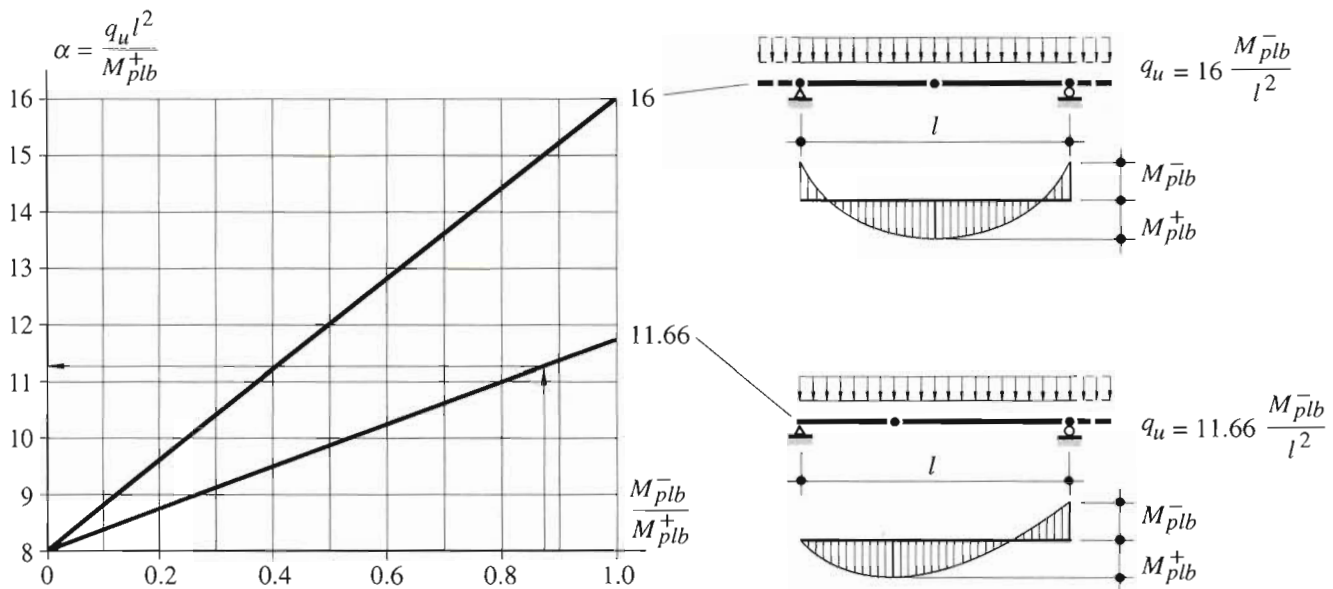 α = q_u l² / M⁺_plb
16
15
14
13
12
11
10
9
8
0 0.2 0.4 0.6 0.8 1.0
M⁻_plb / M⁺_plb
16
11.66
q_u = 16 M⁻_plb / l²
l
M⁻_plb
M⁺_plb
q_u = 11.66 M⁻_plb / l²
l
M⁻_plb
M⁺_plb